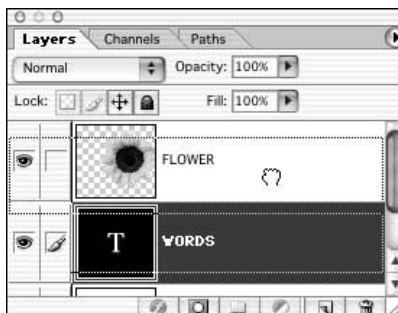 Layers Channels Paths
Normal Opacity: 100%
Lock: Fill: 100%
FLOWER
T WORDS